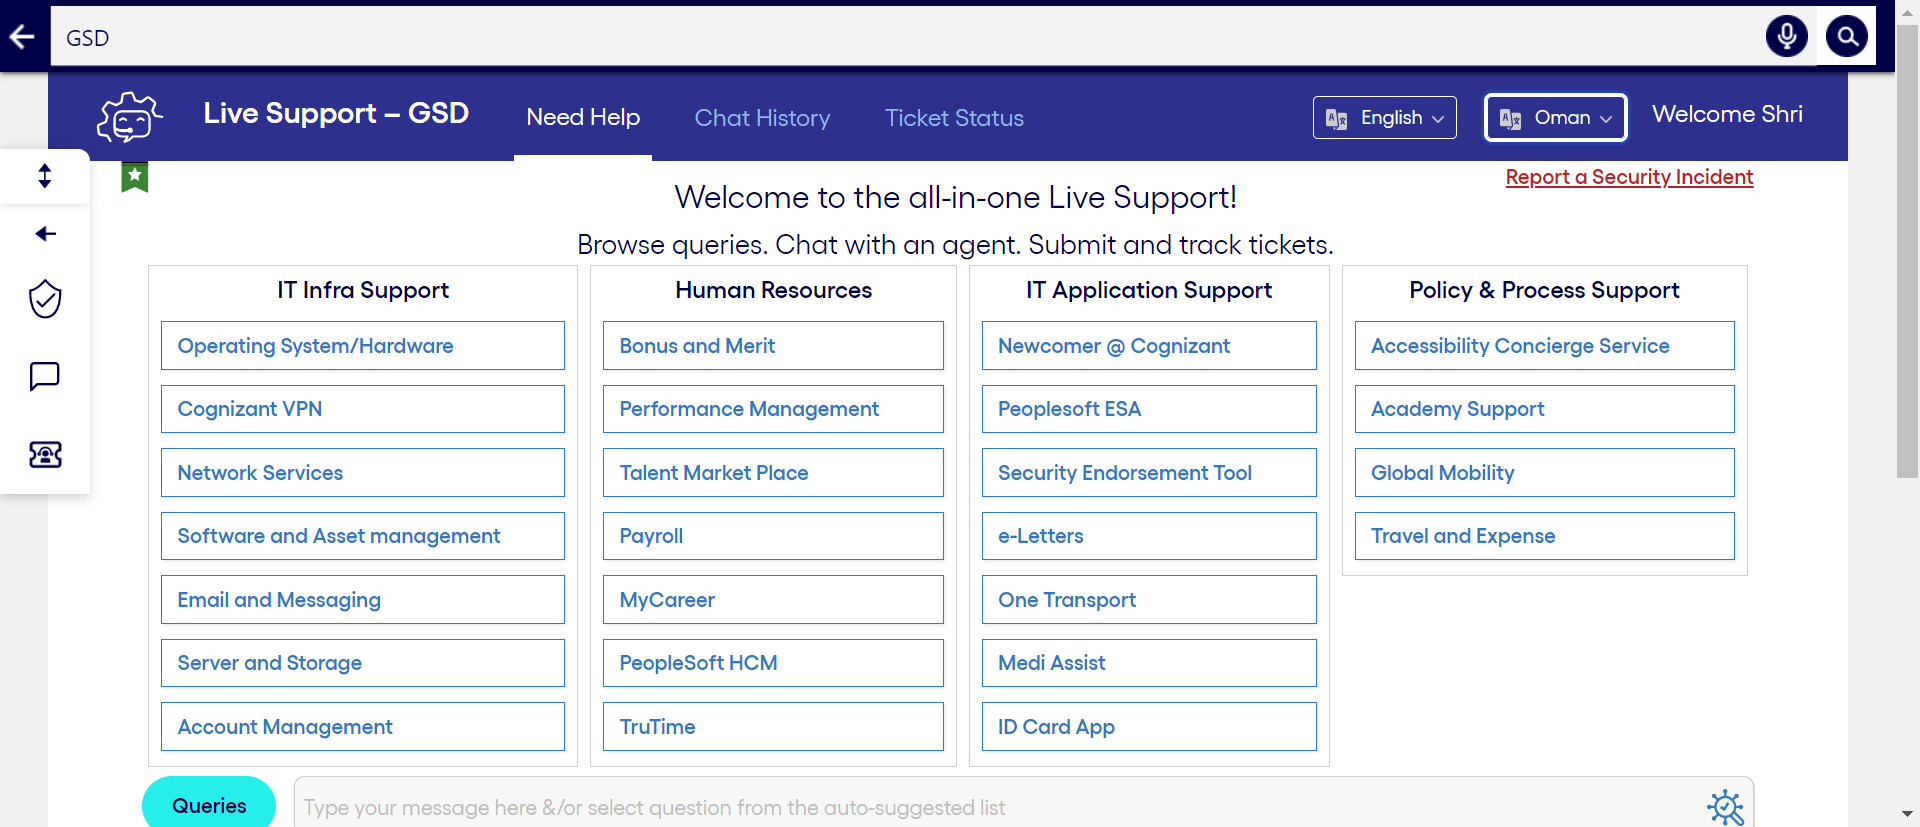 GSD
Live Support – GSD
Need Help
Chat History
Ticket Status
English
Oman
Welcome Shri
Report a Security Incident
Welcome to the all-in-one Live Support!
Browse queries. Chat with an agent. Submit and track tickets.
IT Infra Support
Operating System/Hardware
Cognizant VPN
Network Services
Software and Asset management
Email and Messaging
Server and Storage
Account Management
Human Resources
Bonus and Merit
Performance Management
Talent Market Place
Payroll
MyCareer
PeopleSoft HCM
TruTime
IT Application Support
Newcomer @ Cognizant
Peoplesoft ESA
Security Endorsement Tool
e-Letters
One Transport
Medi Assist
ID Card App
Policy & Process Support
Accessibility Concierge Service
Academy Support
Global Mobility
Travel and Expense
Queries
Type your message here &/or select question from the auto-suggested list